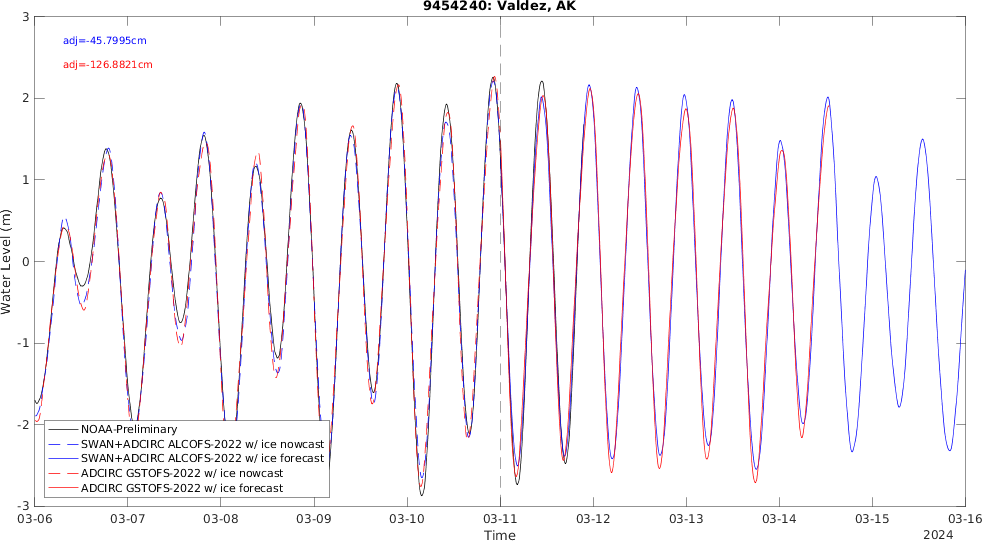 9454240: Valdez, AK
adj=-45.7995cm
adj=-126.8821cm
Water Level (m)
3
2
1
0
-1
-2
-3
NOAA-Preliminary
SWAN+ADCIRC ALCOFS-2022 w/ ice nowcast
SWAN+ADCIRC ALCOFS-2022 w/ ice forecast
ADCIRC GSTOFS-2022 w/ ice nowcast
ADCIRC GSTOFS-2022 w/ ice forecast
03-06 03-07 03-08 03-09 03-10 03-11 03-12 03-13 03-14 03-15 03-16
Time
2024